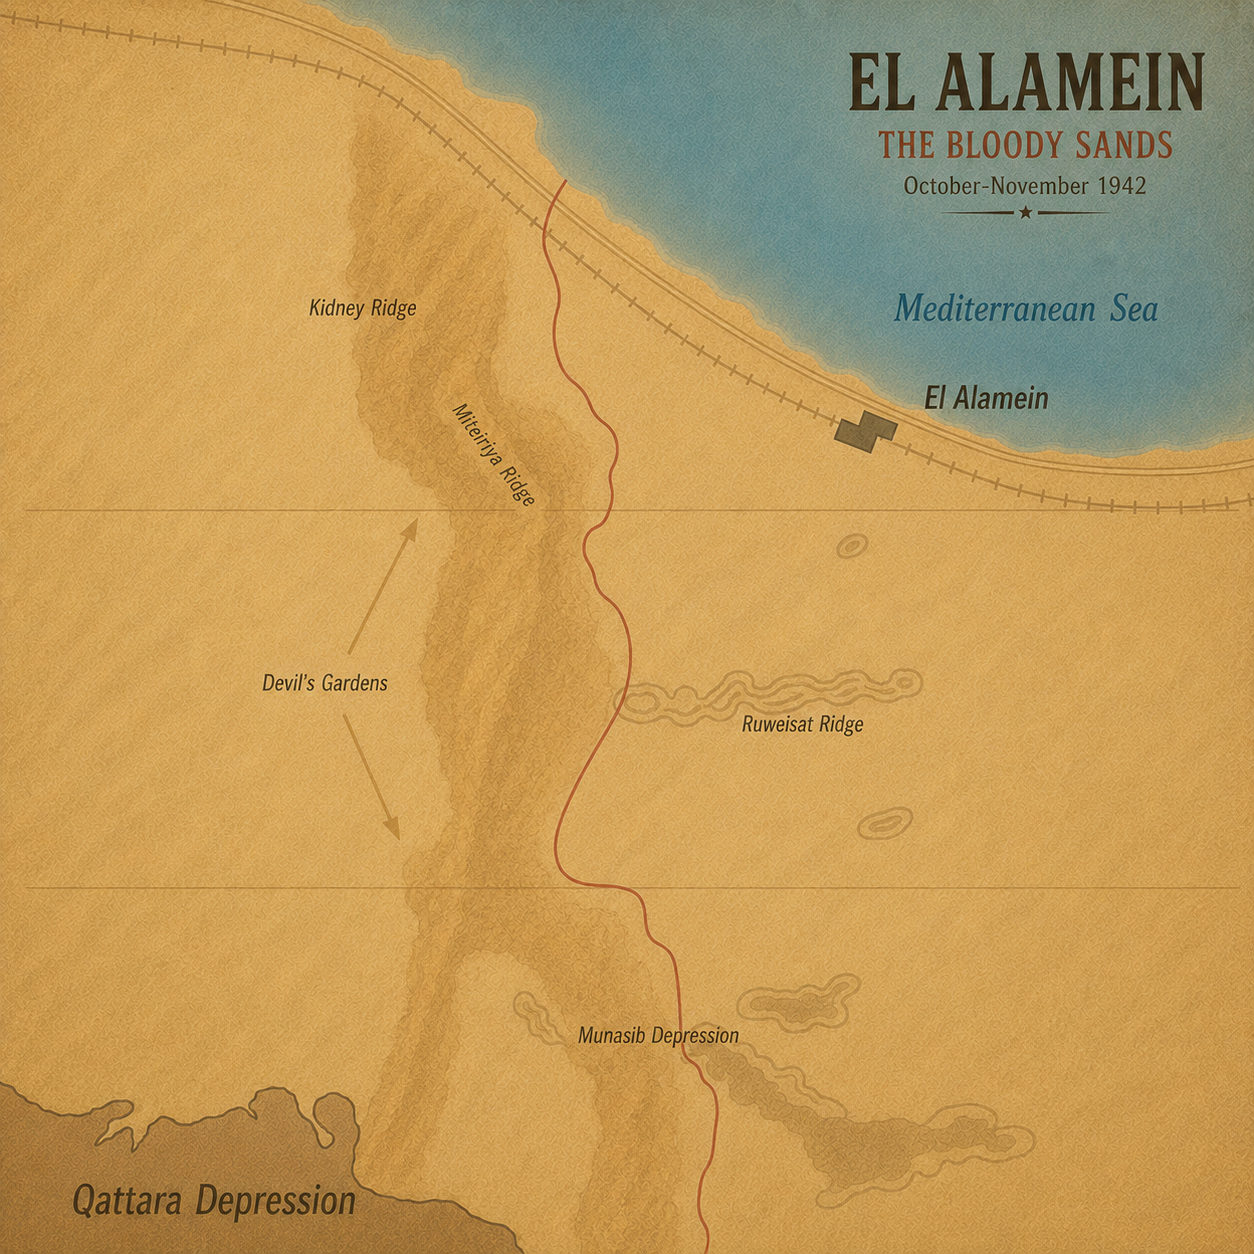 EL ALAMEIN
THE BLOODY SANDS
October-November 1942
Mediterranean Sea
Kidney Ridge
El Alamein
Miteiriya Ridge
Devil's Gardens
Ruweisat Ridge
Munasib Depression
Qattara Depression